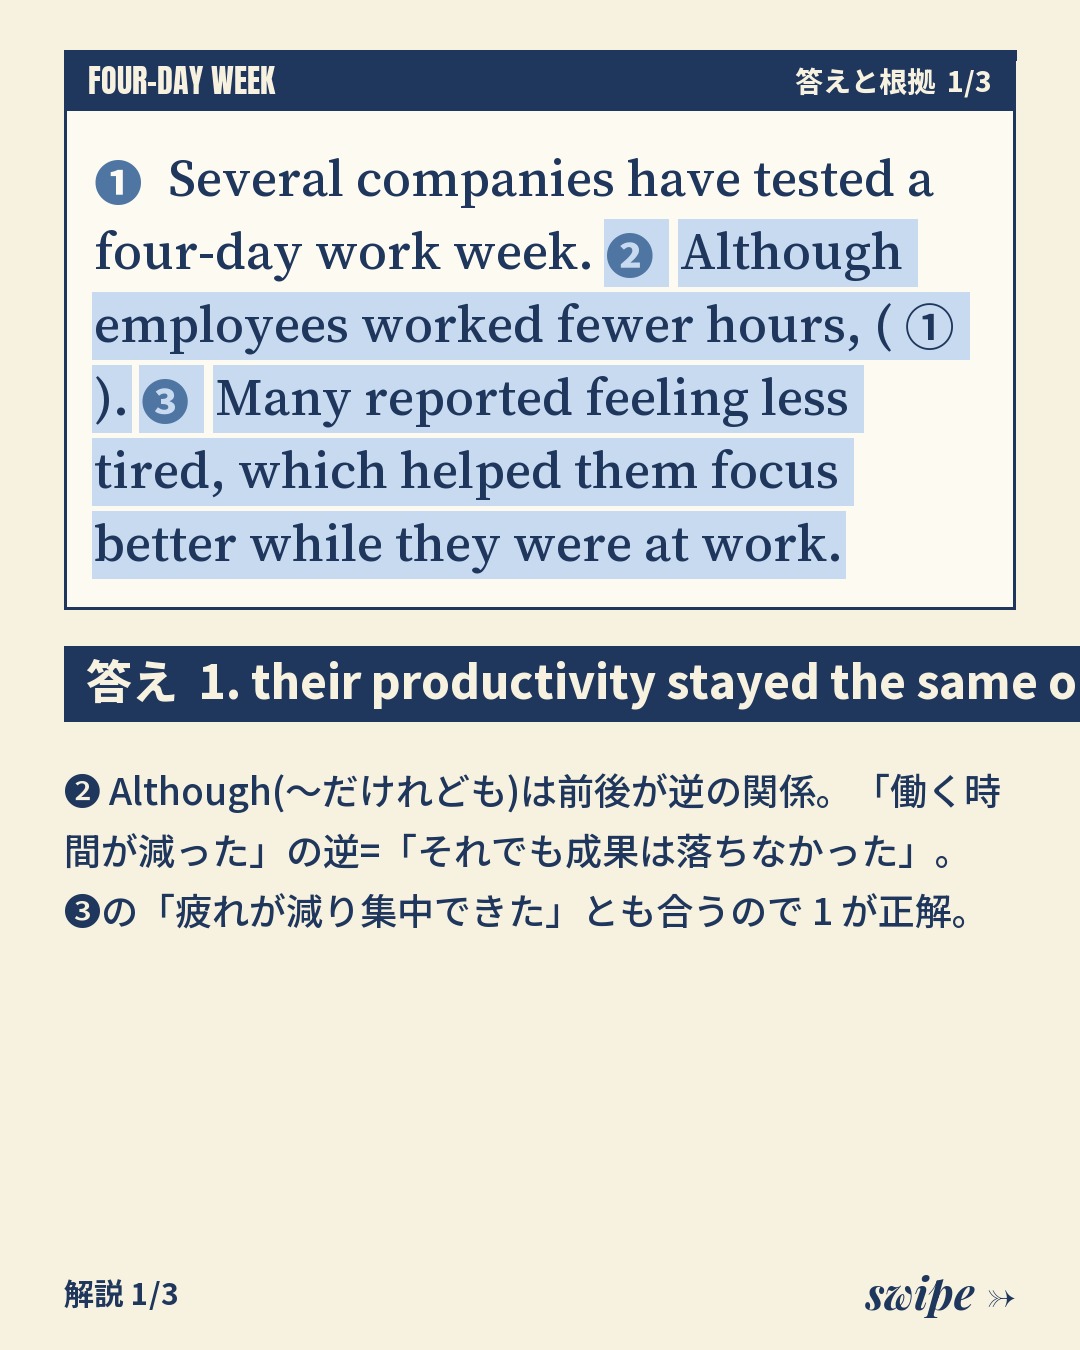 FOUR-DAY WEEK
答えと根拠 1/3
❶ Several companies have tested a
four-day work week. ❷ Although
employees worked fewer hours, ( ①
). ❸ Many reported feeling less
tired, which helped them focus
better while they were at work.
答え 1. their productivity stayed the same o
❷ Although(〜だけれども)は前後が逆の関係。「働く時
間が減った」の逆=「それでも成果は落ちなかった」。
❸の「疲れが減り集中できた」とも合うので 1 が正解。
解説 1/3
swipe